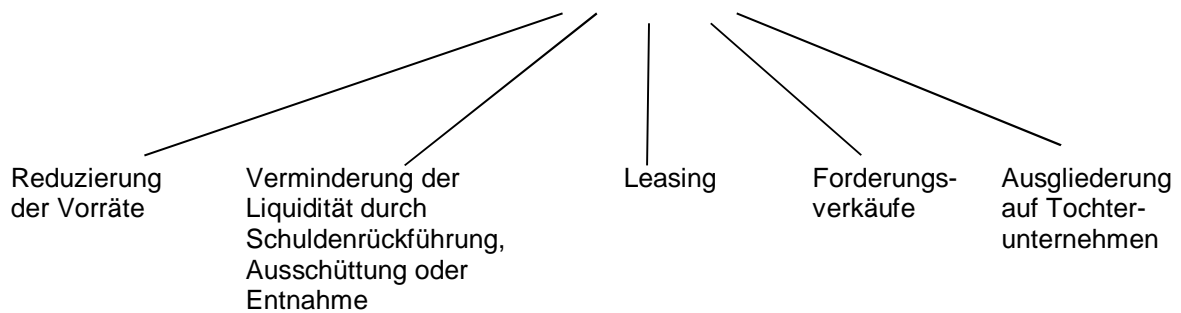 Reduzierung
der Vorräte
Verminderung der
Liquidität durch
Schuldenrückführung,
Ausschüttung oder
Entnahme
Leasing
Forderungs-
verkäufe
Ausgliederung
auf Tochter-
unternehmen